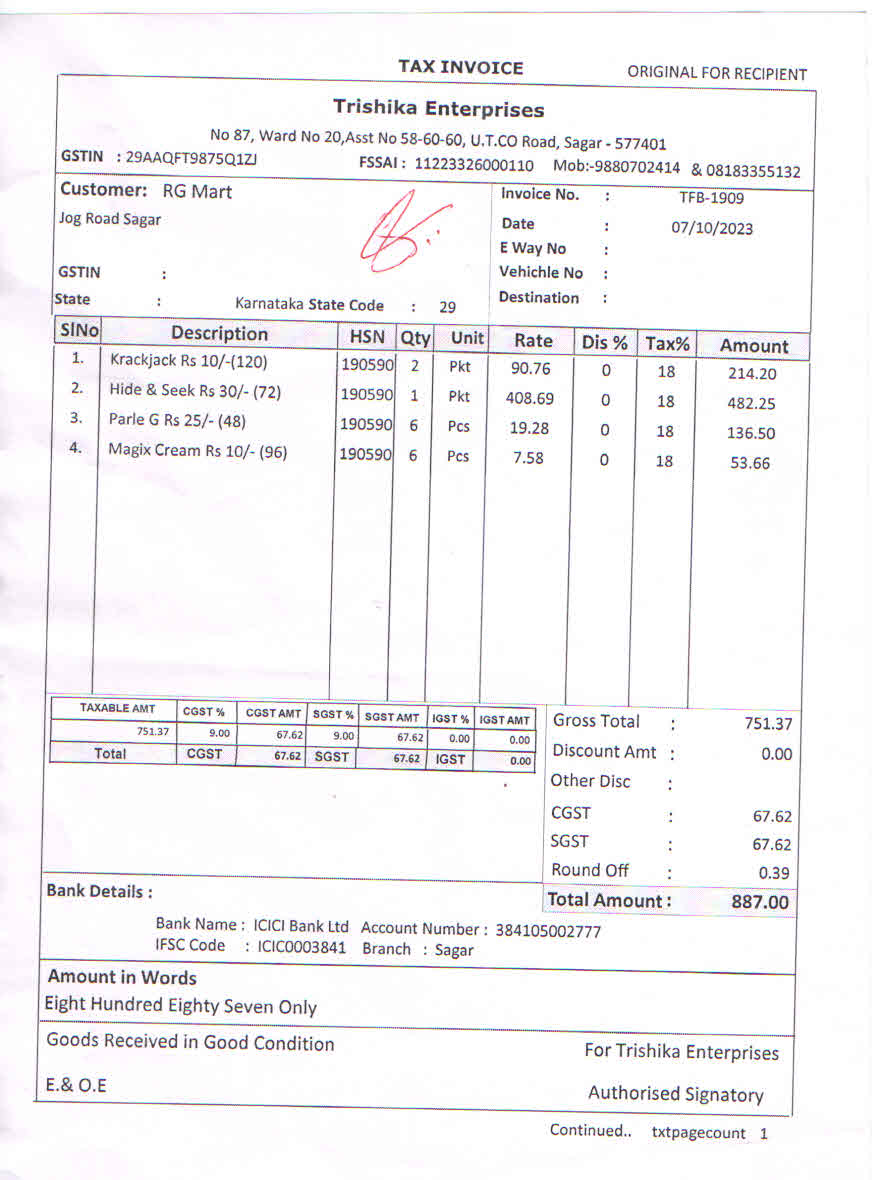 TAX INVOICE ORIGINAL FOR RECIPIENT
Trishika Enterprises
No 87, Ward No 20,Asst No 58-60-60, U.T.CO Road, Sagar - 577401
GSTIN : 29AAQFT9875Q1ZJ FSSAI : 11223326000110 Mob:-9880702414 & 08183355132
Customer: RG Mart Invoice No. : TFB-1909
Jog Road Sagar Date : 07/10/2023
E Way No :
GSTIN : Vehichle No :
State : Karnataka State Code : 29 Destination :
SlNo Description HSN Qty Unit Rate Dis % Tax% Amount
1. Krackjack Rs 10/-(120) 190590 2 Pkt 90.76 0 18 214.20
2. Hide & Seek Rs 30/- (72) 190590 1 Pkt 408.69 0 18 482.25
3. Parle G Rs 25/- (48) 190590 6 Pcs 19.28 0 18 136.50
4. Magix Cream Rs 10/- (96) 190590 6 Pcs 7.58 0 18 53.66
TAXABLE AMT CGST % CGST AMT SGST % SGST AMT IGST % IGST AMT
751.37 9.00 67.62 9.00 67.62 0.00 0.00
Total CGST 67.62 SGST 67.62 IGST 0.00
Gross Total : 751.37
Discount Amt : 0.00
Other Disc :
CGST : 67.62
SGST : 67.62
Round Off : 0.39
Total Amount : 887.00
Bank Details :
Bank Name : ICICI Bank Ltd Account Number : 384105002777
IFSC Code : ICIC0003841 Branch : Sagar
Amount in Words
Eight Hundred Eighty Seven Only
Goods Received in Good Condition For Trishika Enterprises
E.& O.E Authorised Signatory
Continued.. txtpagecount 1